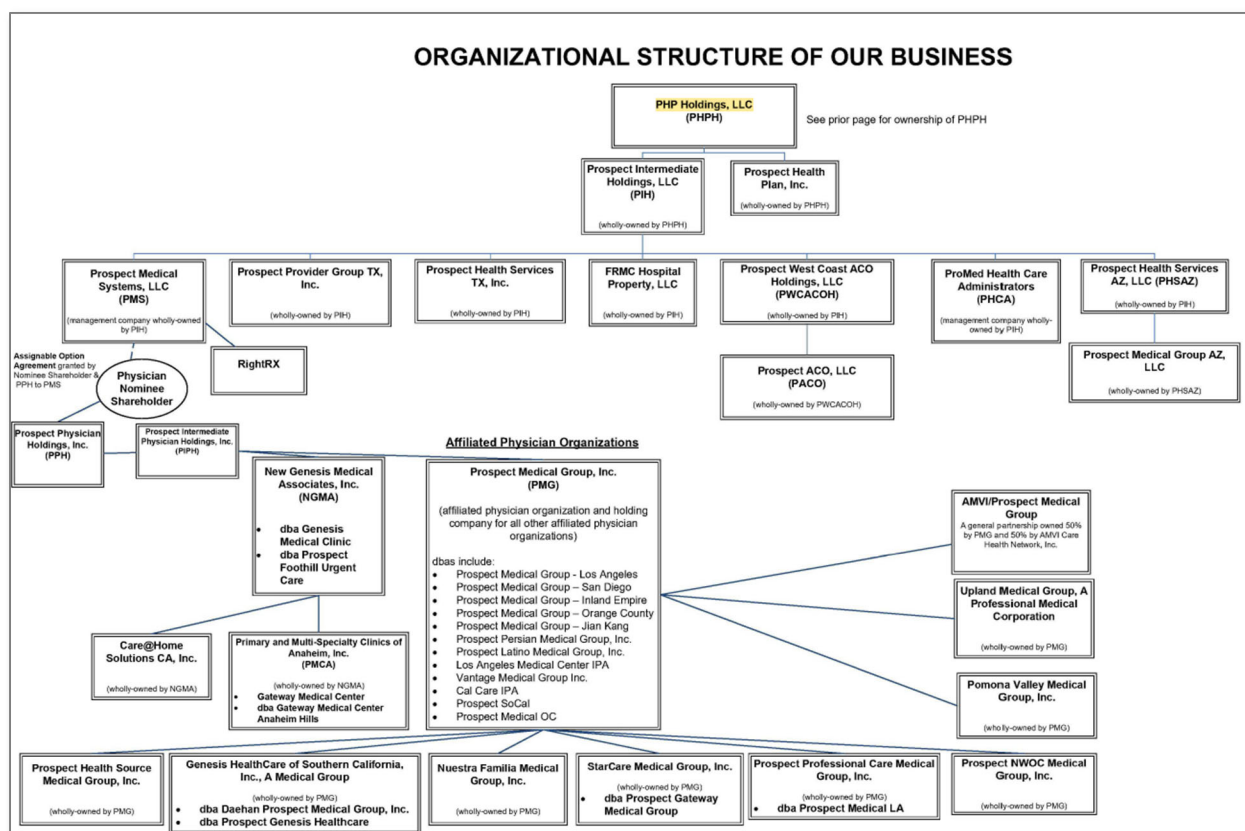 ORGANIZATIONAL STRUCTURE OF OUR BUSINESS
PHP Holdings, LLC
(PHPH)
See prior page for ownership of PHPH
Prospect Intermediate
Holdings, LLC
(PIH)
(wholly-owned by PHPH)
Prospect Health
Plan, Inc.
(wholly-owned by PHPH)
Prospect Medical
Systems, LLC
(PMS)
(management company wholly-owned
by PIH)
Prospect Provider Group TX,
Inc.
(wholly-owned by PIH)
Prospect Health Services
TX, Inc.
(wholly-owned by PIH)
FRMC Hospital
Property, LLC
(wholly-owned by PIH)
Prospect West Coast ACO
Holdings, LLC
(PWCACOH)
(wholly-owned by PIH)
ProMed Health Care
Administrators
(PHCA)
(management company wholly-
owned by PIH)
Prospect Health Services
AZ, LLC (PHSAZ)
(wholly-owned by PIH)
Assignable Option
Agreement granted by
Nominee Shareholder &
PPH to PMS
Physician
Nominee
Shareholder
RightRX
Prospect ACO, LLC
(PACO)
(wholly-owned by PWCACOH)
Prospect Medical Group AZ,
LLC
(wholly-owned by PHSAZ)
Prospect Physician
Holdings, Inc.
(PPH)
Prospect Intermediate
Physician Holdings, Inc.
(PIPH)
Affiliated Physician Organizations
New Genesis Medical
Associates, Inc.
(NGMA)
• dba Genesis
Medical Clinic
• dba Prospect
Foothill Urgent
Care
Prospect Medical Group, Inc.
(PMG)
(affiliated physician organization and holding
company for all other affiliated physician
organizations)
dbas include:
• Prospect Medical Group - Los Angeles
• Prospect Medical Group – San Diego
• Prospect Medical Group – Inland Empire
• Prospect Medical Group – Orange County
• Prospect Medical Group – Jian Kang
• Prospect Persian Medical Group, Inc.
• Prospect Latino Medical Group, Inc.
• Los Angeles Medical Center IPA
• Vantage Medical Group Inc.
• Cal Care IPA
• Prospect SoCal
• Prospect Medical OC
AMVI/Prospect Medical
Group
A general partnership owned 50%
by PMG and 50% by AMVI Care
Health Network, Inc.
Upland Medical Group, A
Professional Medical
Corporation
(wholly-owned by PMG)
Pomona Valley Medical
Group, Inc.
(wholly-owned by PMG)
Care@Home
Solutions CA, Inc.
(wholly-owned by NGMA)
Primary and Multi-Specialty Clinics of
Anaheim, Inc.
(PMCA)
(wholly-owned by NGMA)
• Gateway Medical Center
• dba Gateway Medical Center
Anaheim Hills
Prospect Health Source
Medical Group, Inc.
(wholly-owned by PMG)
Genesis HealthCare of Southern California,
Inc., A Medical Group
(wholly-owned by PMG)
• dba Daehan Prospect Medical Group, Inc.
• dba Prospect Genesis Healthcare
Nuestra Familia Medical
Group, Inc.
(wholly-owned by PMG)
StarCare Medical Group, Inc.
(wholly-owned by PMG)
• dba Prospect Gateway
Medical Group
Prospect Professional Care Medical
Group, Inc.
(wholly-owned by PMG)
• dba Prospect Medical LA
Prospect NWOC Medical
Group, Inc.
(wholly-owned by PMG)